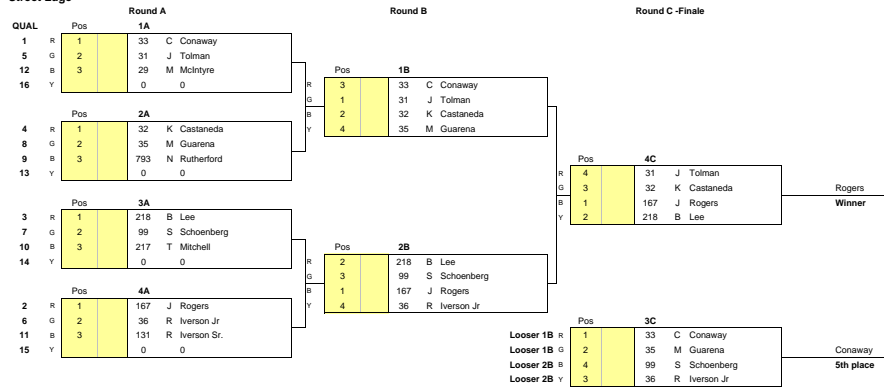 Round A Round B Round C -Finale
QUAL Pos 1A
1 R 1 33 C Conaway
5 G 2 31 J Tolman
12 B 3 29 M McIntyre
16 Y 0 0
Pos 2A
4 R 1 32 K Castaneda
8 G 2 35 M Guarena
9 B 3 793 N Rutherford
13 Y 0 0
Pos 3A
3 R 1 218 B Lee
7 G 2 99 S Schoenberg
10 B 3 217 T Mitchell
14 Y 0 0
Pos 4A
2 R 1 167 J Rogers
6 G 2 36 R Iverson Jr
11 B 3 131 R Iverson Sr.
15 Y 0 0
Pos 1B
R 3 33 C Conaway
G 1 31 J Tolman
B 2 32 K Castaneda
Y 4 35 M Guarena
Pos 2B
R 2 218 B Lee
G 3 99 S Schoenberg
B 1 167 J Rogers
Y 4 36 R Iverson Jr
Pos 4C
R 4 31 J Tolman
G 3 32 K Castaneda
B 1 167 J Rogers
Y 2 218 B Lee
Rogers
Winner
Pos 3C
Looser 1B R 1 33 C Conaway
Looser 1B G 2 35 M Guarena
Looser 2B B 4 99 S Schoenberg
Looser 2B Y 3 36 R Iverson Jr
Conaway
5th place